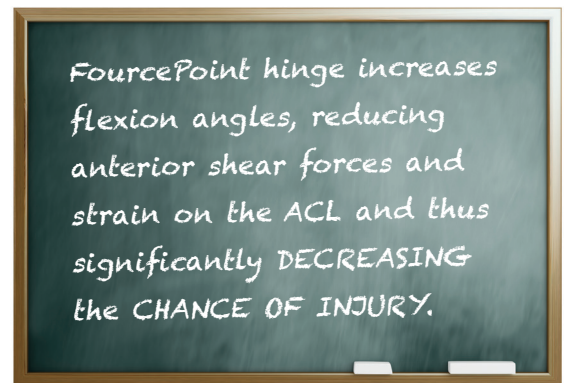 FourcePoint hinge increases
flexion angles, reducing
anterior shear forces and
strain on the ACL and thus
significantly DECREASING
the CHANCE OF INJURY.